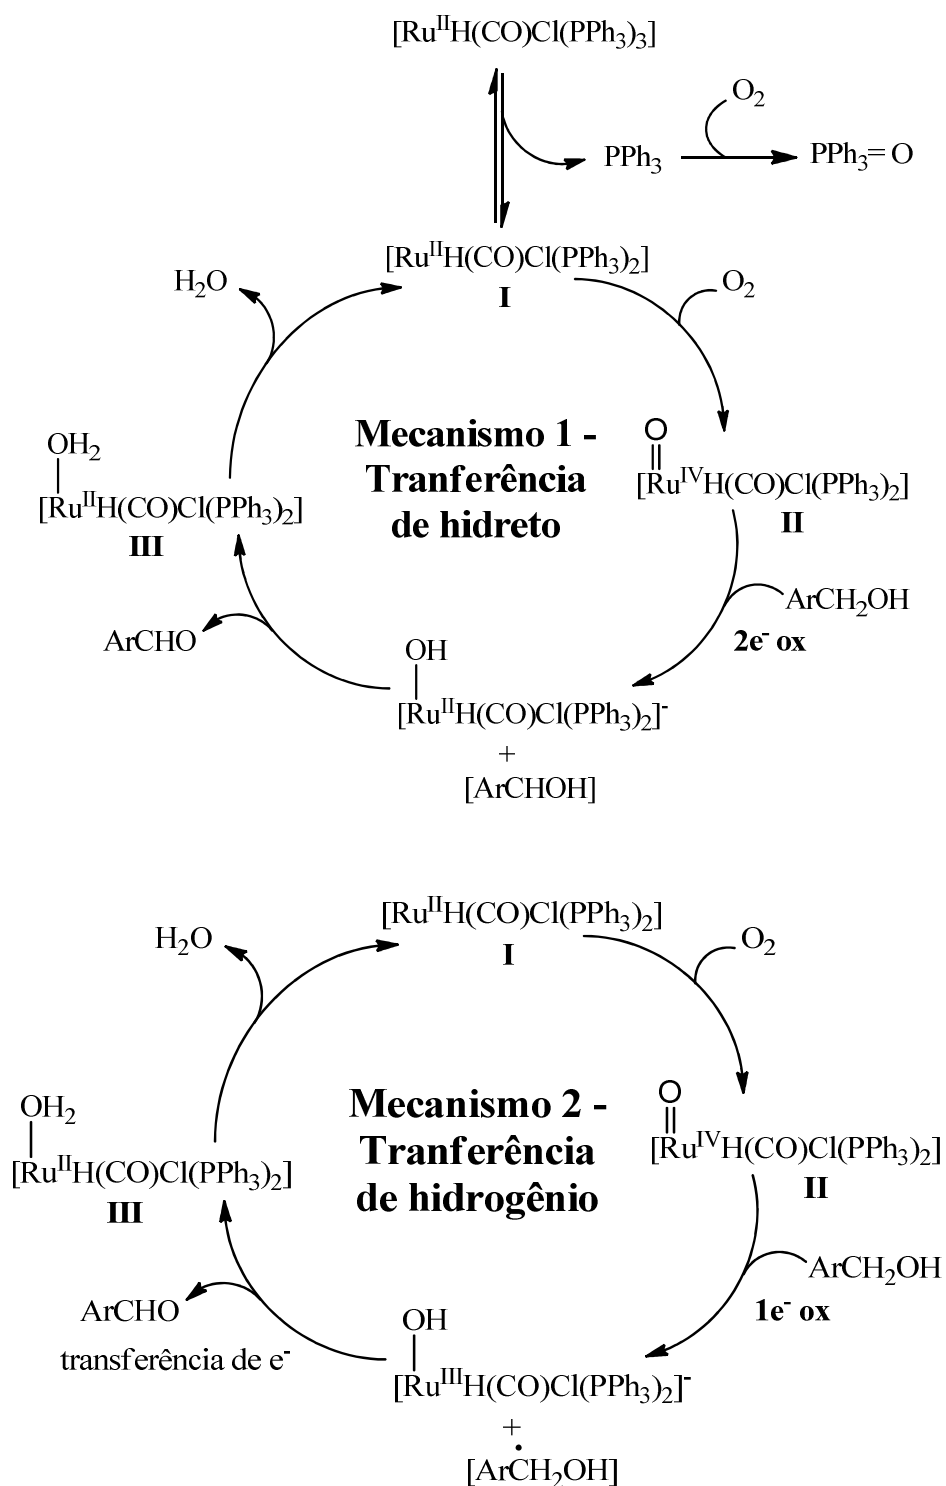 [Ru^II H(CO)Cl(PPh₃)₃]
O₂
PPh₃
PPh₃=O
[Ru^II H(CO)Cl(PPh₃)₂]
I
H₂O
O₂
Mecanismo 1 -
Tranferência
de hidreto
OH₂
[Ru^II H(CO)Cl(PPh₃)₂]
III
O
[Ru^IV H(CO)Cl(PPh₃)₂]
II
ArCH₂OH
2e⁻ ox
ArCHO
OH
[Ru^II H(CO)Cl(PPh₃)₂]⁻
+
[ArCHOH]
[Ru^II H(CO)Cl(PPh₃)₂]
I
H₂O
O₂
Mecanismo 2 -
Tranferência
de hidrogênio
OH₂
[Ru^II H(CO)Cl(PPh₃)₂]
III
O
[Ru^IV H(CO)Cl(PPh₃)₂]
II
ArCH₂OH
1e⁻ ox
ArCHO
transferência de e⁻
OH
[Ru^III H(CO)Cl(PPh₃)₂]⁻
+
[ArĊH₂OH]